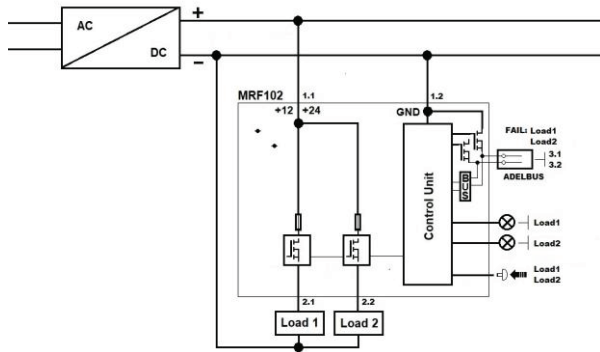 +
AC
DC
−
MRF102
1.1
1.2
+12 +24
GND
FAIL: Load1
Load2
3.1
3.2
ADELBUS
BUS
Control Unit
Load1
Load2
Load1
Load2
2.1
2.2
Load 1
Load 2